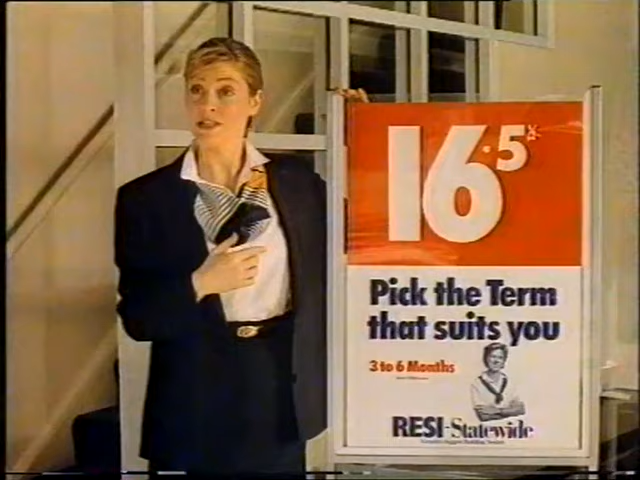 16.5%
Pick the Term
that suits you
3 to 6 Months
RESI-Statewide